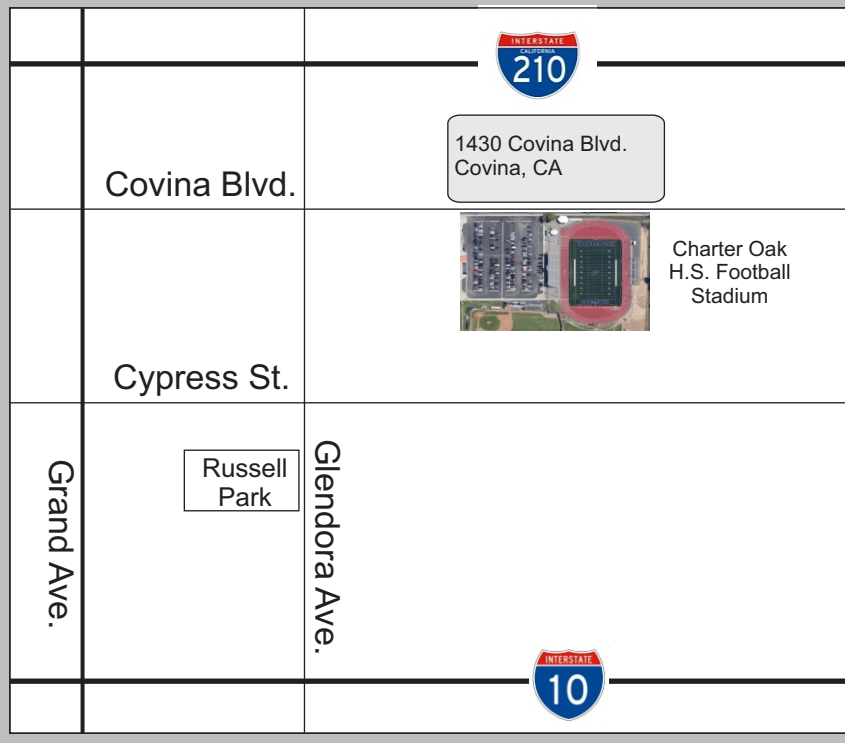 INTERSTATE
CALIFORNIA
210
1430 Covina Blvd.
Covina, CA
Covina Blvd.
Charter Oak
H.S. Football
Stadium
Cypress St.
Grand Ave.
Russell
Park
Glendora Ave.
INTERSTATE
10